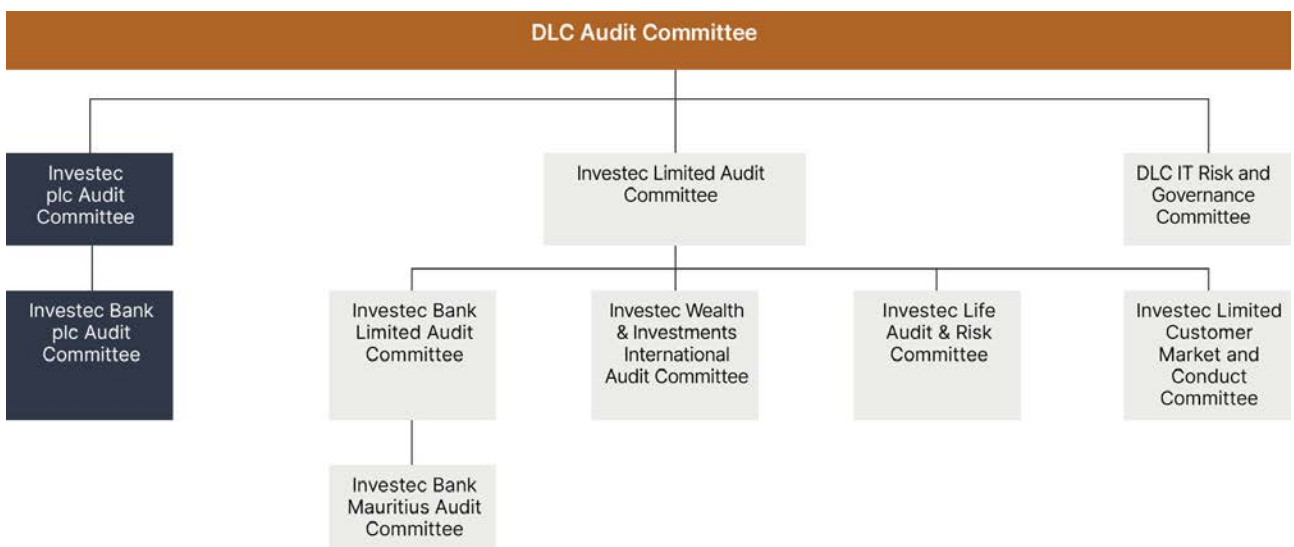 DLC Audit Committee
Investec
plc Audit
Committee
Investec Limited Audit
Committee
DLC IT Risk and
Governance
Committee
Investec Bank
plc Audit
Committee
Investec Bank
Limited Audit
Committee
Investec Wealth
& Investments
International
Audit Committee
Investec Life
Audit & Risk
Committee
Investec Limited
Customer
Market and
Conduct
Committee
Investec Bank
Mauritius Audit
Committee